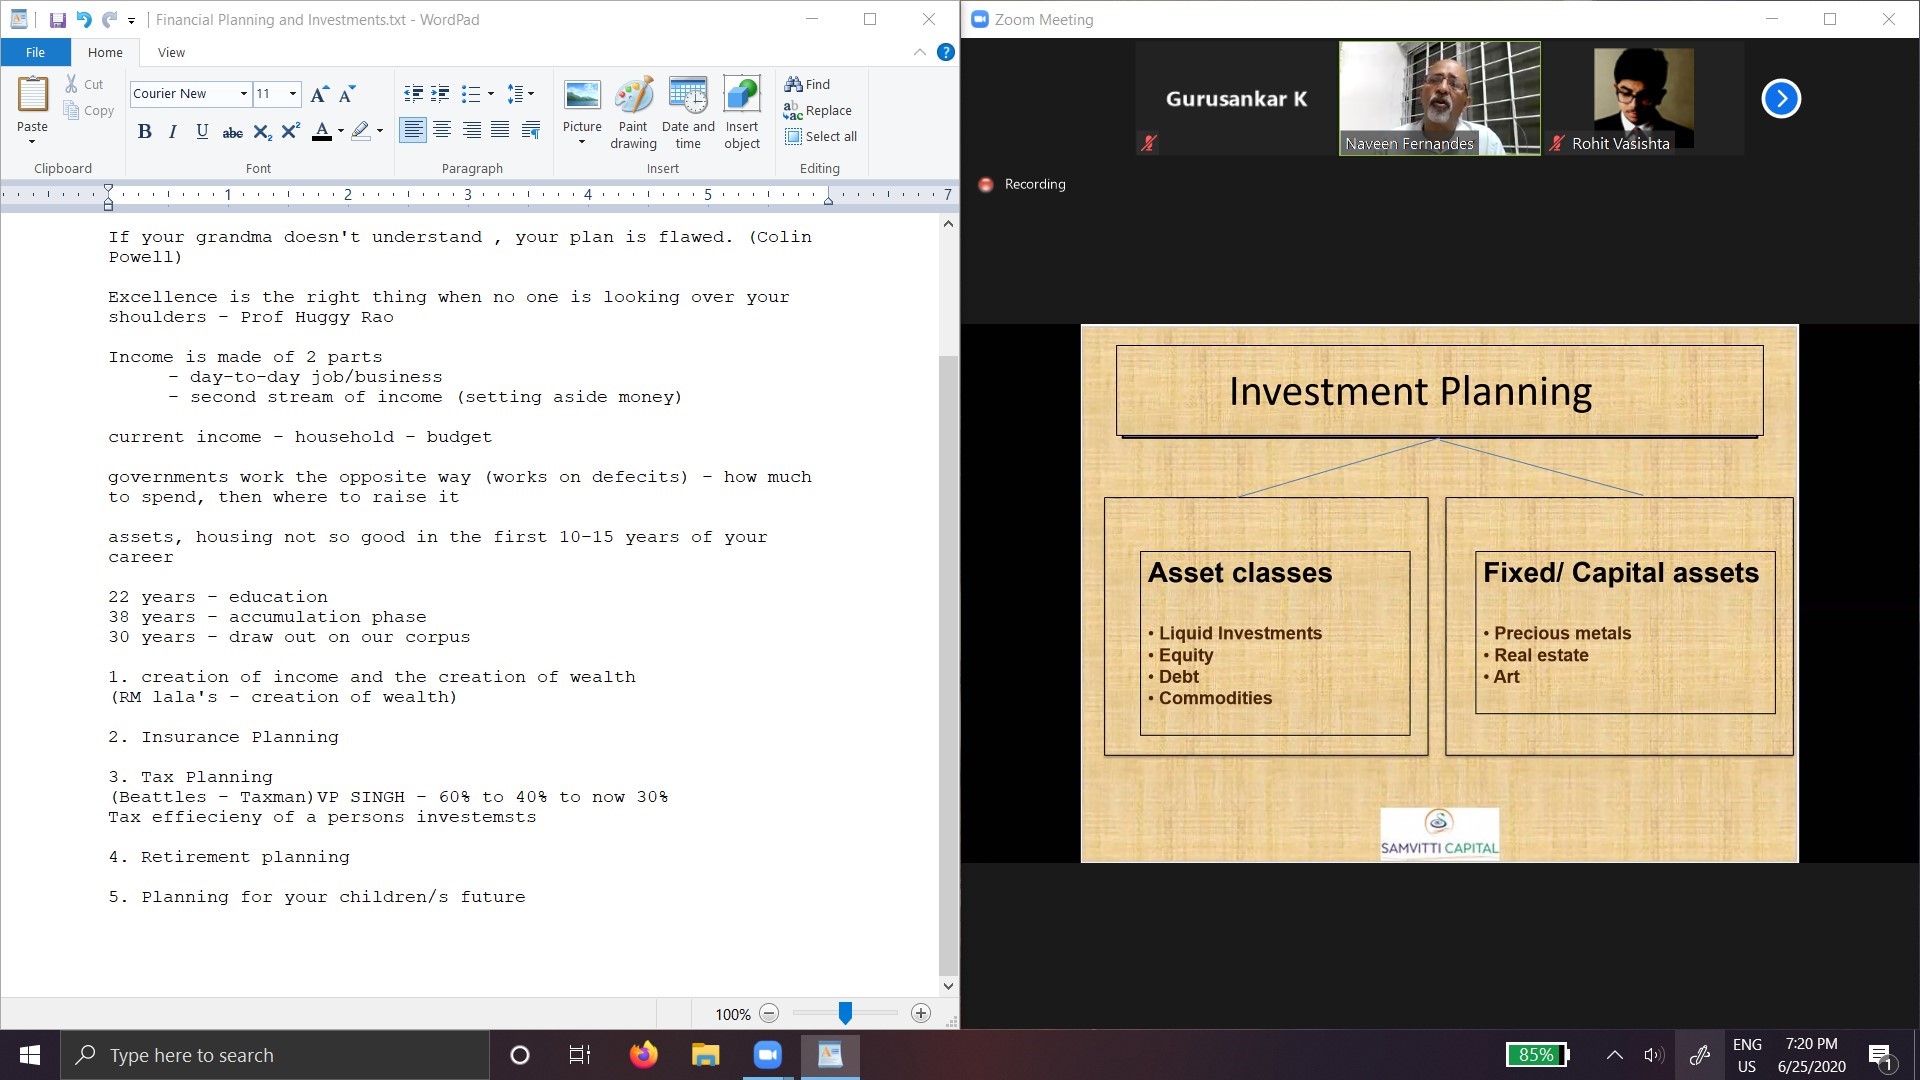 Financial Planning and Investments.txt - WordPad
File Home View
Paste
Cut
Copy
Clipboard
Courier New 11
B I U abc X₂ X² A
Font
Paragraph
Picture
Paint drawing
Date and time
Insert object
Insert
Find
Replace
Select all
Editing
1 2 3 4 5 7
If your grandma doesn't understand , your plan is flawed. (Colin
Powell)
Excellence is the right thing when no one is looking over your
shoulders - Prof Huggy Rao
Income is made of 2 parts
- day-to-day job/business
- second stream of income (setting aside money)
current income - household - budget
governments work the opposite way (works on defecits) - how much
to spend, then where to raise it
assets, housing not so good in the first 10-15 years of your
career
22 years - education
38 years - accumulation phase
30 years - draw out on our corpus
1. creation of income and the creation of wealth
(RM lala's - creation of wealth)
2. Insurance Planning
3. Tax Planning
(Beattles - Taxman)VP SINGH - 60% to 40% to now 30%
Tax effiecieny of a persons investemsts
4. Retirement planning
5. Planning for your children/s future
100%
Zoom Meeting
Gurusankar K
Naveen Fernandes
Rohit Vasishta
Recording
Investment Planning
Asset classes
• Liquid Investments
• Equity
• Debt
• Commodities
Fixed/ Capital assets
• Precious metals
• Real estate
• Art
SAMVITTI CAPITAL
Type here to search
85%
ENG
US
7:20 PM
6/25/2020
1